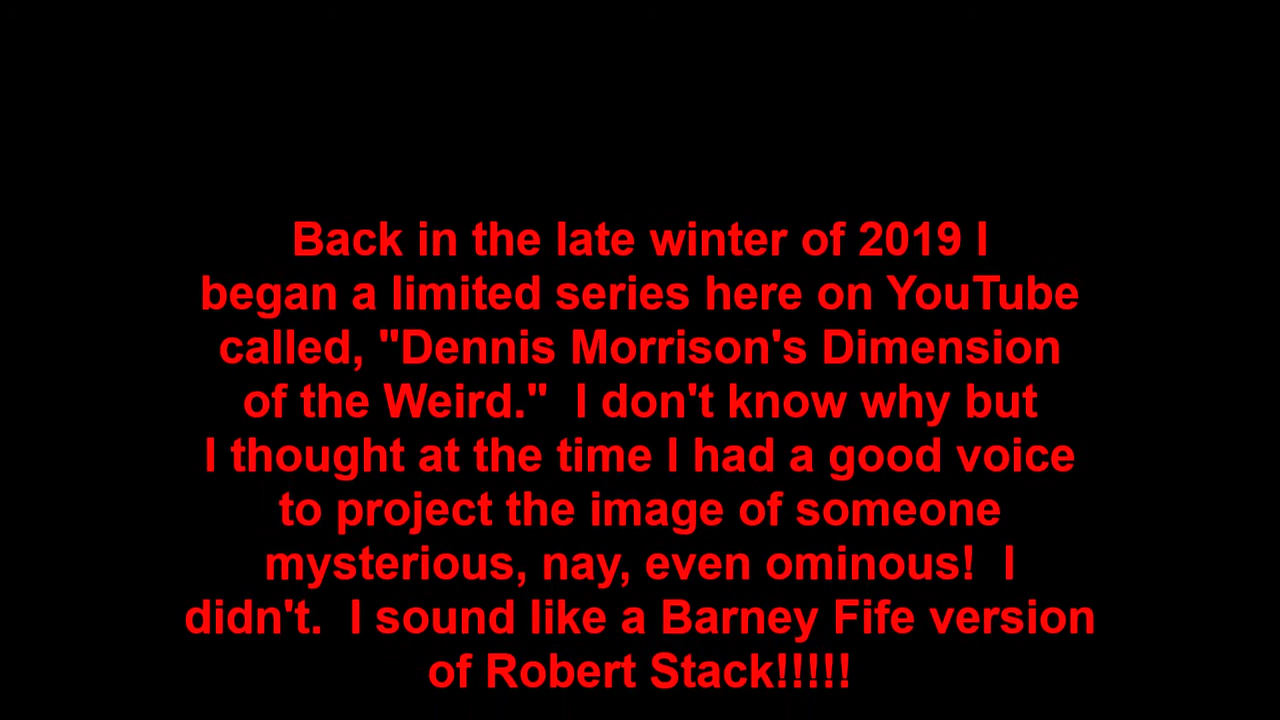 Back in the late winter of 2019 I
began a limited series here on YouTube
called, "Dennis Morrison's Dimension
of the Weird."  I don't know why but
I thought at the time I had a good voice
to project the image of someone
mysterious, nay, even ominous!  I
didn't.  I sound like a Barney Fife version
of Robert Stack!!!!!